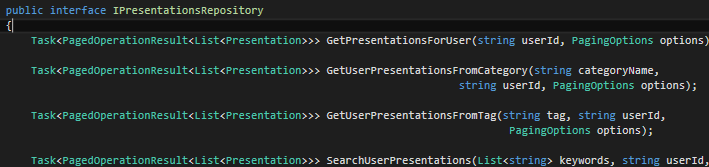 public interface IPresentationsRepository
{
Task<PagedOperationResult<List<Presentation>>> GetPresentationsForUser(string userId, PagingOptions options)
Task<PagedOperationResult<List<Presentation>>> GetUserPresentationsFromCategory(string categoryName,
string userId, PagingOptions options);
Task<PagedOperationResult<List<Presentation>>> GetUserPresentationsFromTag(string tag, string userId,
PagingOptions options);
Task<PagedOperationResult<List<Presentation>>> SearchUserPresentations(List<string> keywords, string userId,